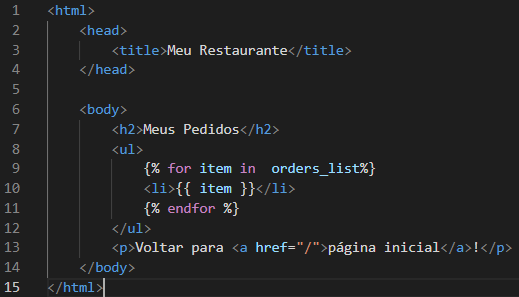 1 <html>
2 <head>
3 <title>Meu Restaurante</title>
4 </head>
5
6 <body>
7 <h2>Meus Pedidos</h2>
8 <ul>
9 {% for item in  orders_list%}
10 <li>{{ item }}</li>
11 {% endfor %}
12 </ul>
13 <p>Voltar para <a href="/">página inicial</a>!</p>
14 </body>
15 </html>